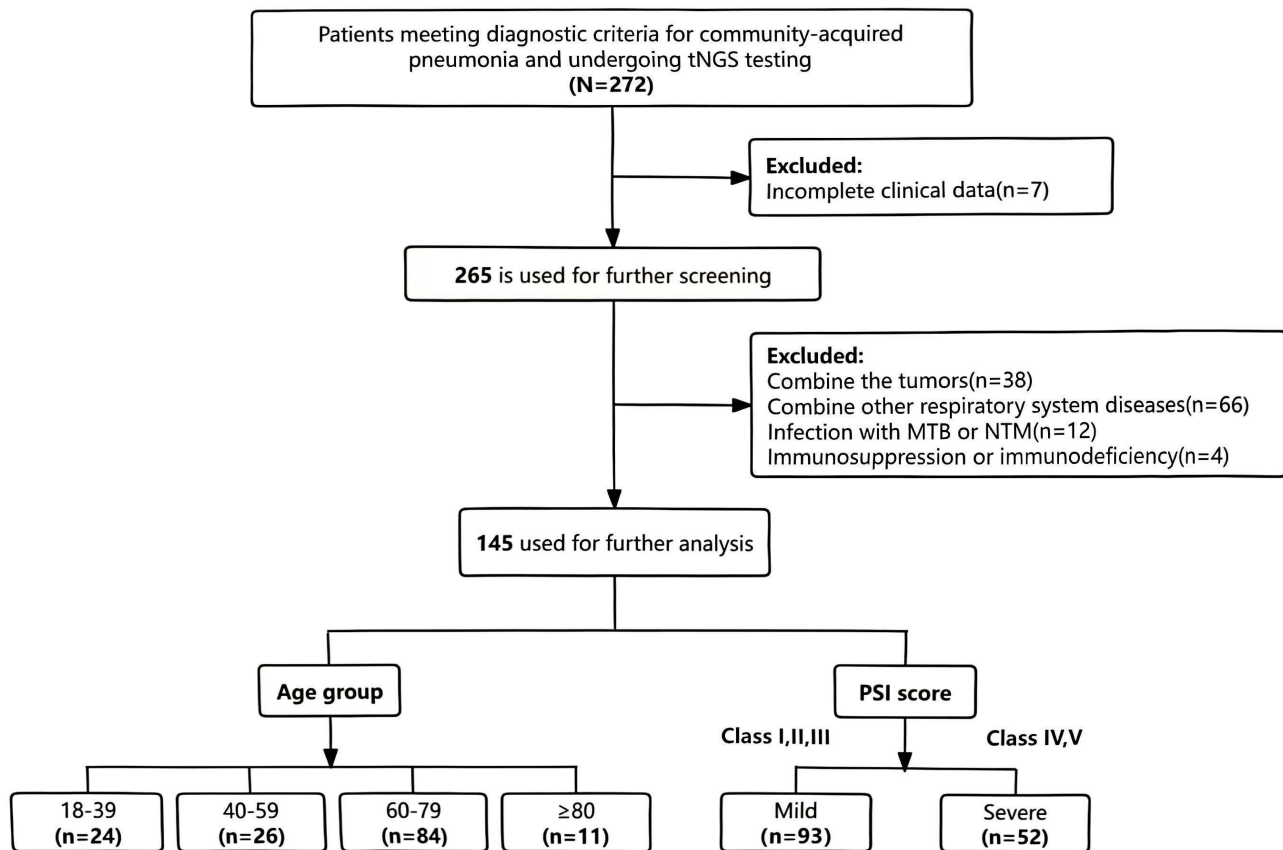 Patients meeting diagnostic criteria for community-acquired
pneumonia and undergoing tNGS testing
(N=272)
Excluded:
Incomplete clinical data(n=7)
265 is used for further screening
Excluded:
Combine the tumors(n=38)
Combine other respiratory system diseases(n=66)
Infection with MTB or NTM(n=12)
Immunosuppression or immunodeficiency(n=4)
145 used for further analysis
Age group
PSI score
Class I,II,III
Class IV,V
18-39
(n=24)
40-59
(n=26)
60-79
(n=84)
≥80
(n=11)
Mild
(n=93)
Severe
(n=52)